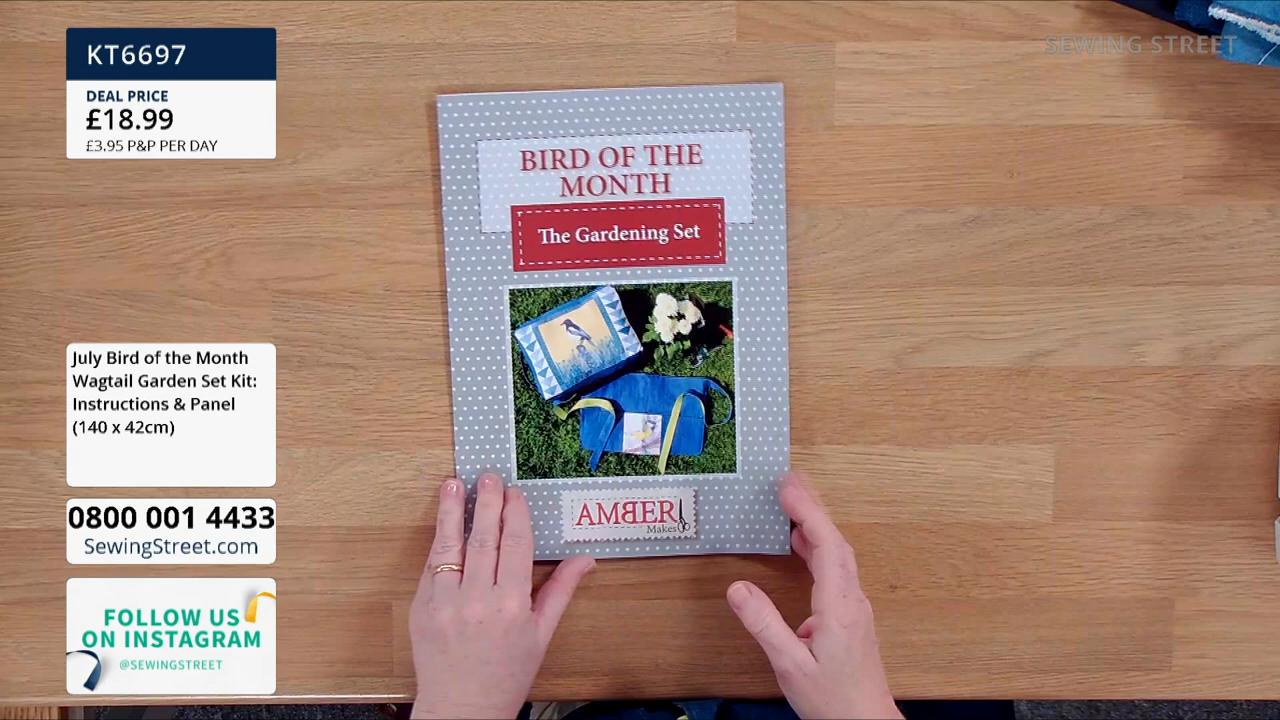 KT6697
DEAL PRICE
£18.99
£3.95 P&P PER DAY
SEWING STREET
BIRD OF THE
MONTH
The Gardening Set
AMBER
Makes
July Bird of the Month
Wagtail Garden Set Kit:
Instructions & Panel
(140 x 42cm)
0800 001 4433
SewingStreet.com
FOLLOW US
ON INSTAGRAM
@SEWINGSTREET